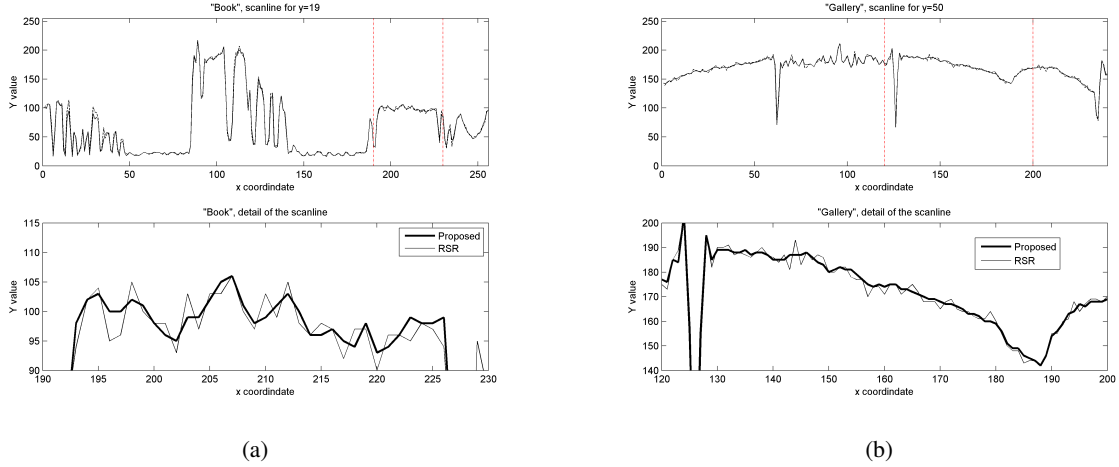 "Book", scanline for y=19
250
200
150
100
50
0
Y value
0 50 100 150 200 250
x coordindate
"Gallery", scanline for y=50
250
200
150
100
50
0
Y value
0 50 100 150 200
x coordindate
"Book", detail of the scanline
115
110
105
100
95
90
Y value
Proposed
RSR
190 195 200 205 210 215 220 225 230
x coordindate
"Gallery", detail of the scanline
200
190
180
170
160
150
140
Y value
Proposed
RSR
120 130 140 150 160 170 180 190 200
x coordindate
(a)
(b)